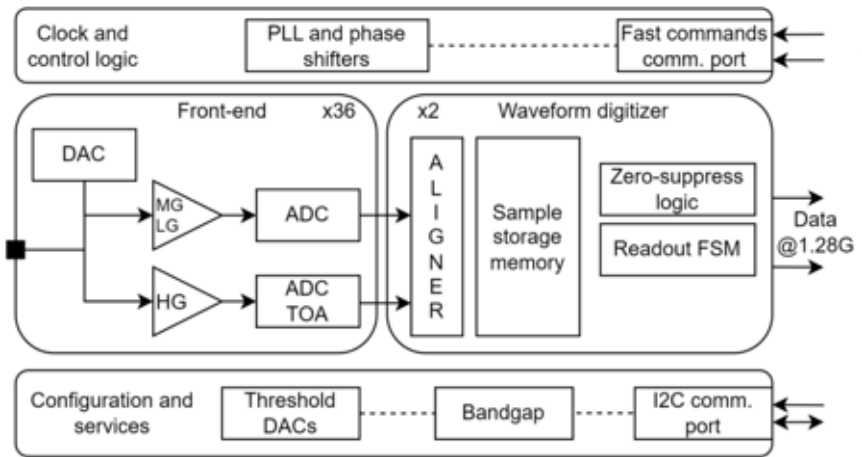 Clock and
control logic
PLL and phase
shifters
Fast commands
comm. port
Front-end
x36
x2
Waveform digitizer
DAC
MG
LG
ADC
HG
ADC
TOA
A
L
I
G
N
E
R
Sample
storage
memory
Zero-suppress
logic
Readout FSM
Data
@1.28G
Configuration and
services
Threshold
DACs
Bandgap
I2C comm.
port